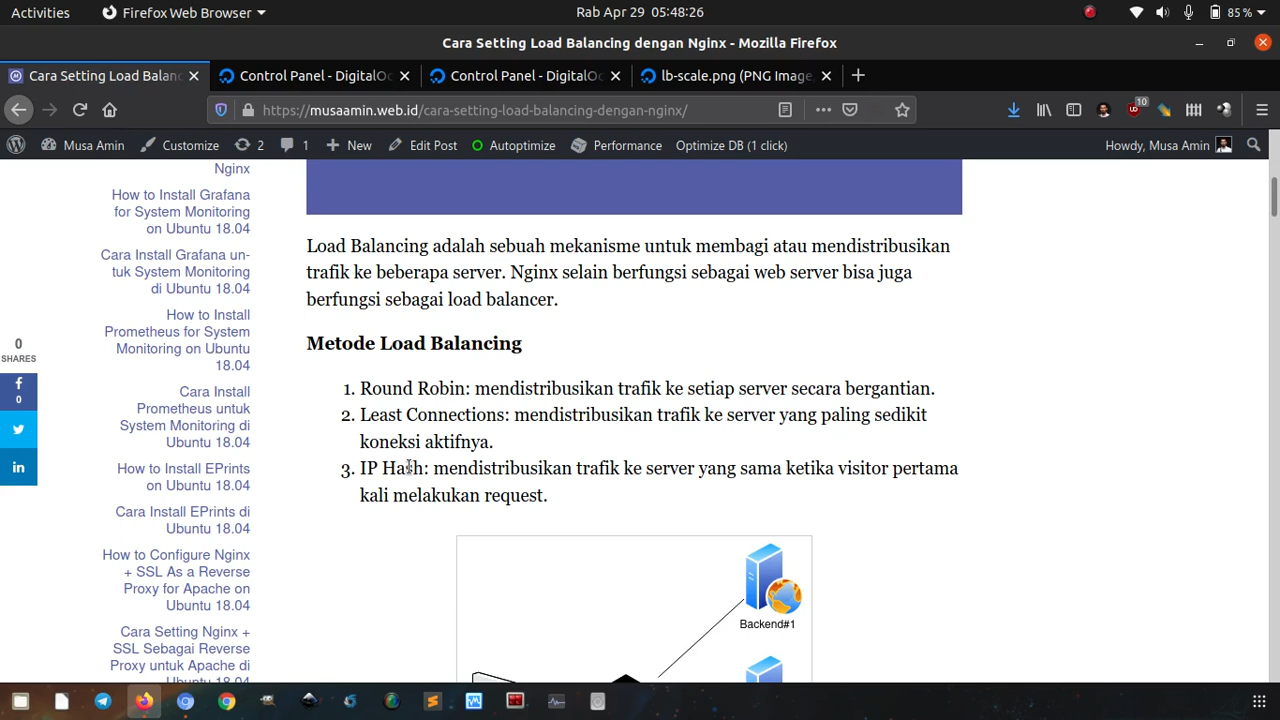 Activities Firefox Web Browser Rab Apr 29 05:48:26 85 %
Cara Setting Load Balancing dengan Nginx - Mozilla Firefox
Cara Setting Load Balanc Control Panel - DigitalOc Control Panel - DigitalOc lb-scale.png (PNG Image,
https://musaamin.web.id/cara-setting-load-balancing-dengan-nginx/ 10
Musa Amin Customize 2 1 New Edit Post Autoptimize Performance Optimize DB (1 click) Howdy, Musa Amin
Nginx
How to Install Grafana
for System Monitoring
on Ubuntu 18.04
Cara Install Grafana un-
tuk System Monitoring
di Ubuntu 18.04
How to Install
Prometheus for System
Monitoring on Ubuntu
18.04
Cara Install
Prometheus untuk
System Monitoring di
Ubuntu 18.04
How to Install EPrints
on Ubuntu 18.04
Cara Install EPrints di
Ubuntu 18.04
How to Configure Nginx
+ SSL As a Reverse
Proxy for Apache on
Ubuntu 18.04
Cara Setting Nginx +
SSL Sebagai Reverse
Proxy untuk Apache di
Ubuntu 18.04
0
SHARES
0
Load Balancing adalah sebuah mekanisme untuk membagi atau mendistribusikan
trafik ke beberapa server. Nginx selain berfungsi sebagai web server bisa juga
berfungsi sebagai load balancer.
Metode Load Balancing
1. Round Robin: mendistribusikan trafik ke setiap server secara bergantian.
2. Least Connections: mendistribusikan trafik ke server yang paling sedikit
koneksi aktifnya.
3. IP Hash: mendistribusikan trafik ke server yang sama ketika visitor pertama
kali melakukan request.
Backend#1